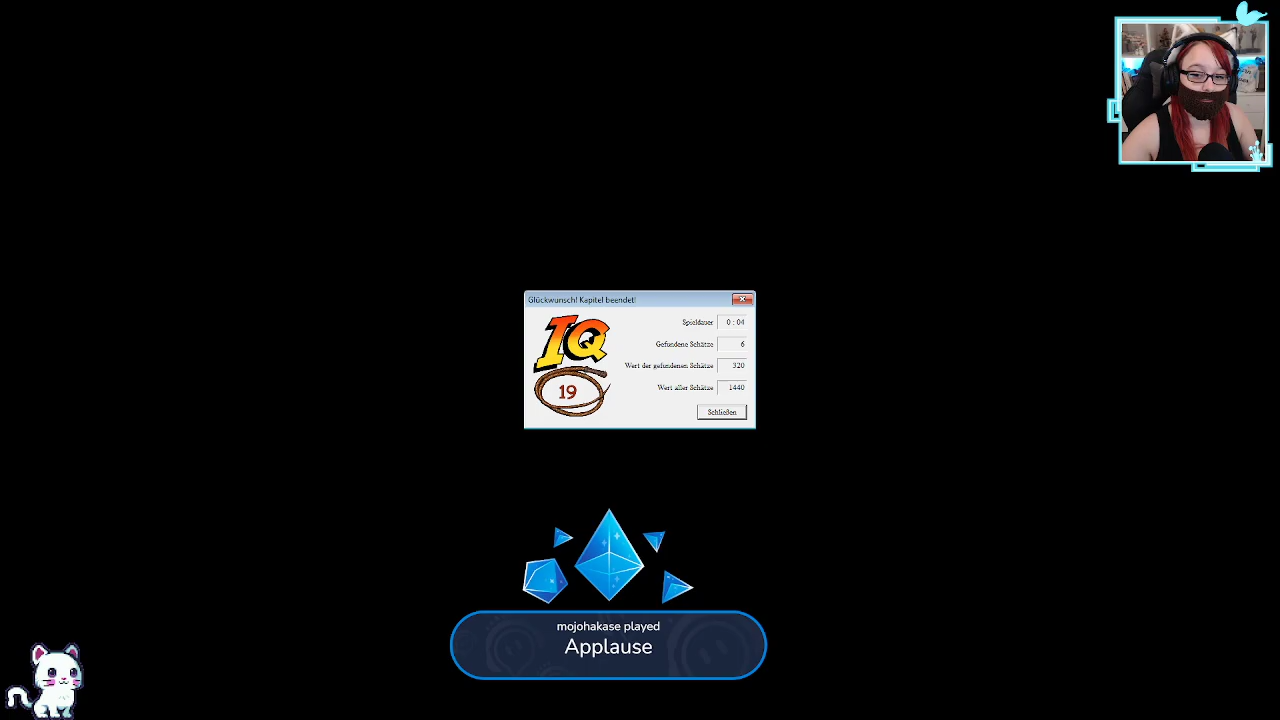 Glückwunsch! Kapitel beendet!
IQ
19
Spieldauer 0 : 04
Gefundene Schätze 6
Wert der gefundenen Schätze 320
Wert aller Schätze 1440
Schließen
mojohakase played
Applause